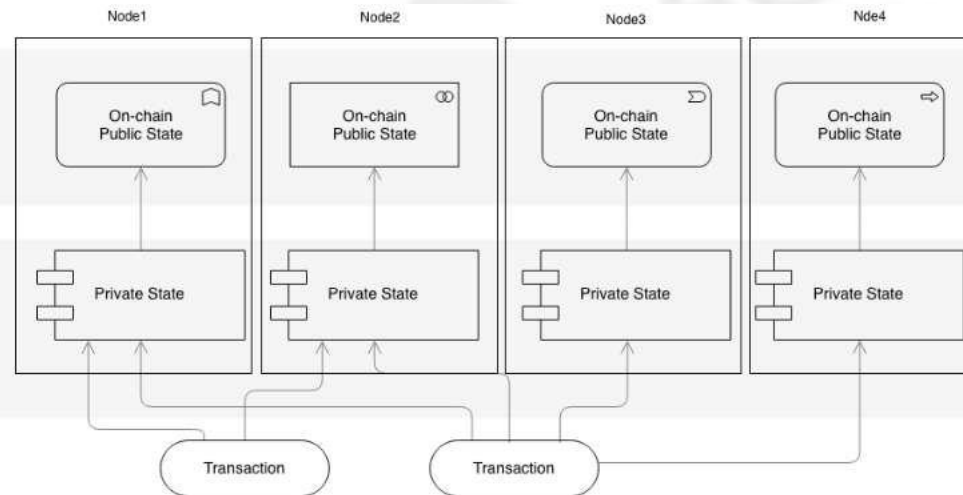 Node1
Node2
Node3
Nde4
On-chain
Public State
On-chain
Public State
On-chain
Public State
On-chain
Public State
Private State
Private State
Private State
Private State
Transaction
Transaction